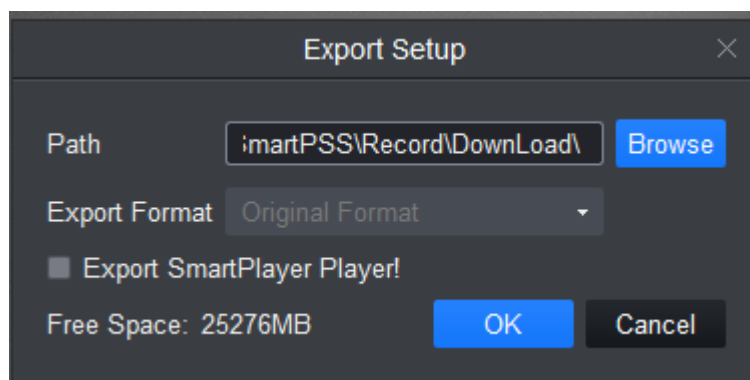 Export Setup
Path martPSS\Record\DownLoad\ Browse
Export Format Original Format
Export SmartPlayer Player!
Free Space: 25276MB OK Cancel